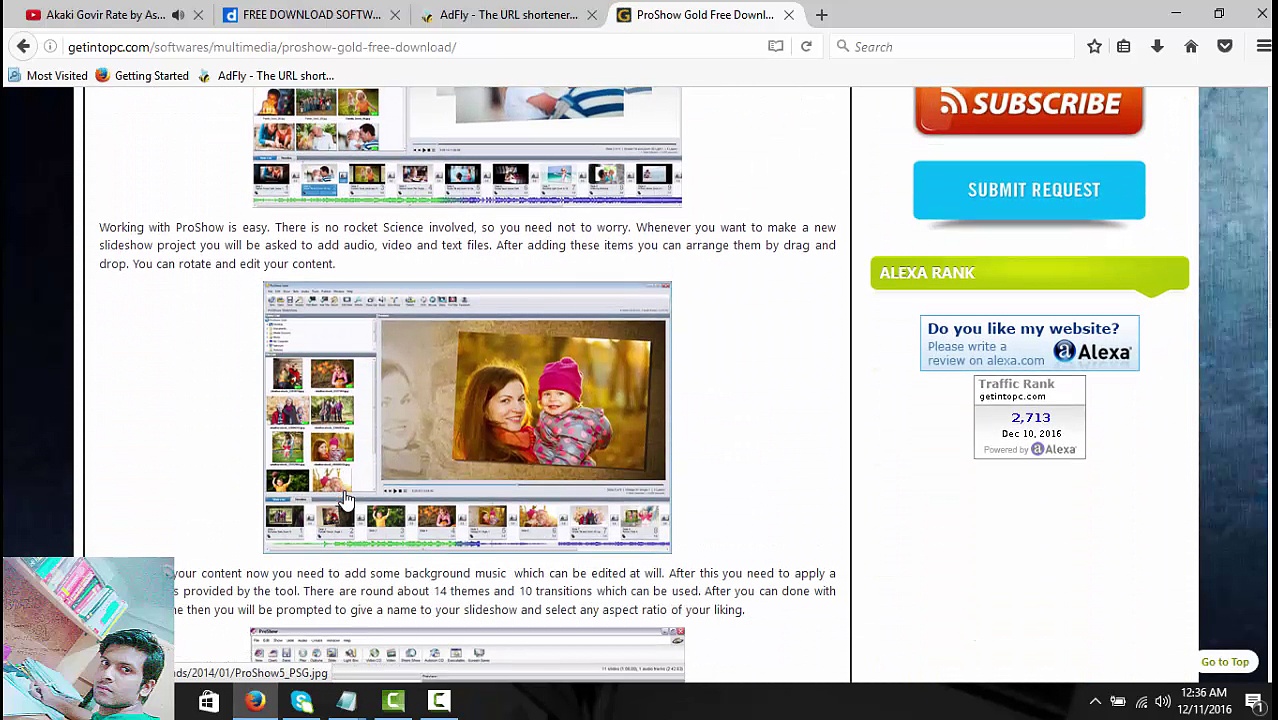 Akaki Govir Rate by As...
FREE DOWNLOAD SOFTW...
AdFly - The URL shortener...
ProShow Gold Free Downl...
getintopc.com/softwares/multimedia/proshow-gold-free-download/
Search
Most Visited
Getting Started
AdFly - The URL short...
SUBSCRIBE
SUBMIT REQUEST
Working with ProShow is easy. There is no rocket Science involved, so you need not to worry. Whenever you want to make a new
slideshow project you will be asked to add audio, video and text files. After adding these items you can arrange them by drag and
drop. You can rotate and edit your content.
ALEXA RANK
Do you like my website?
Please write a
review on alexa.com
Alexa
Traffic Rank
getintopc.com
2,713
Dec 10, 2016
Powered by Alexa
your content now you need to add some background music which can be edited at will. After this you need to apply a
s provided by the tool. There are round about 14 themes and 10 transitions which can be used. After you can done with
ne then you will be prompted to give a name to your slideshow and select any aspect ratio of your liking.
ProShow
Go to Top
dz2014/01/ProShow5_PSG.jpg
12:36 AM
12/11/2016
1